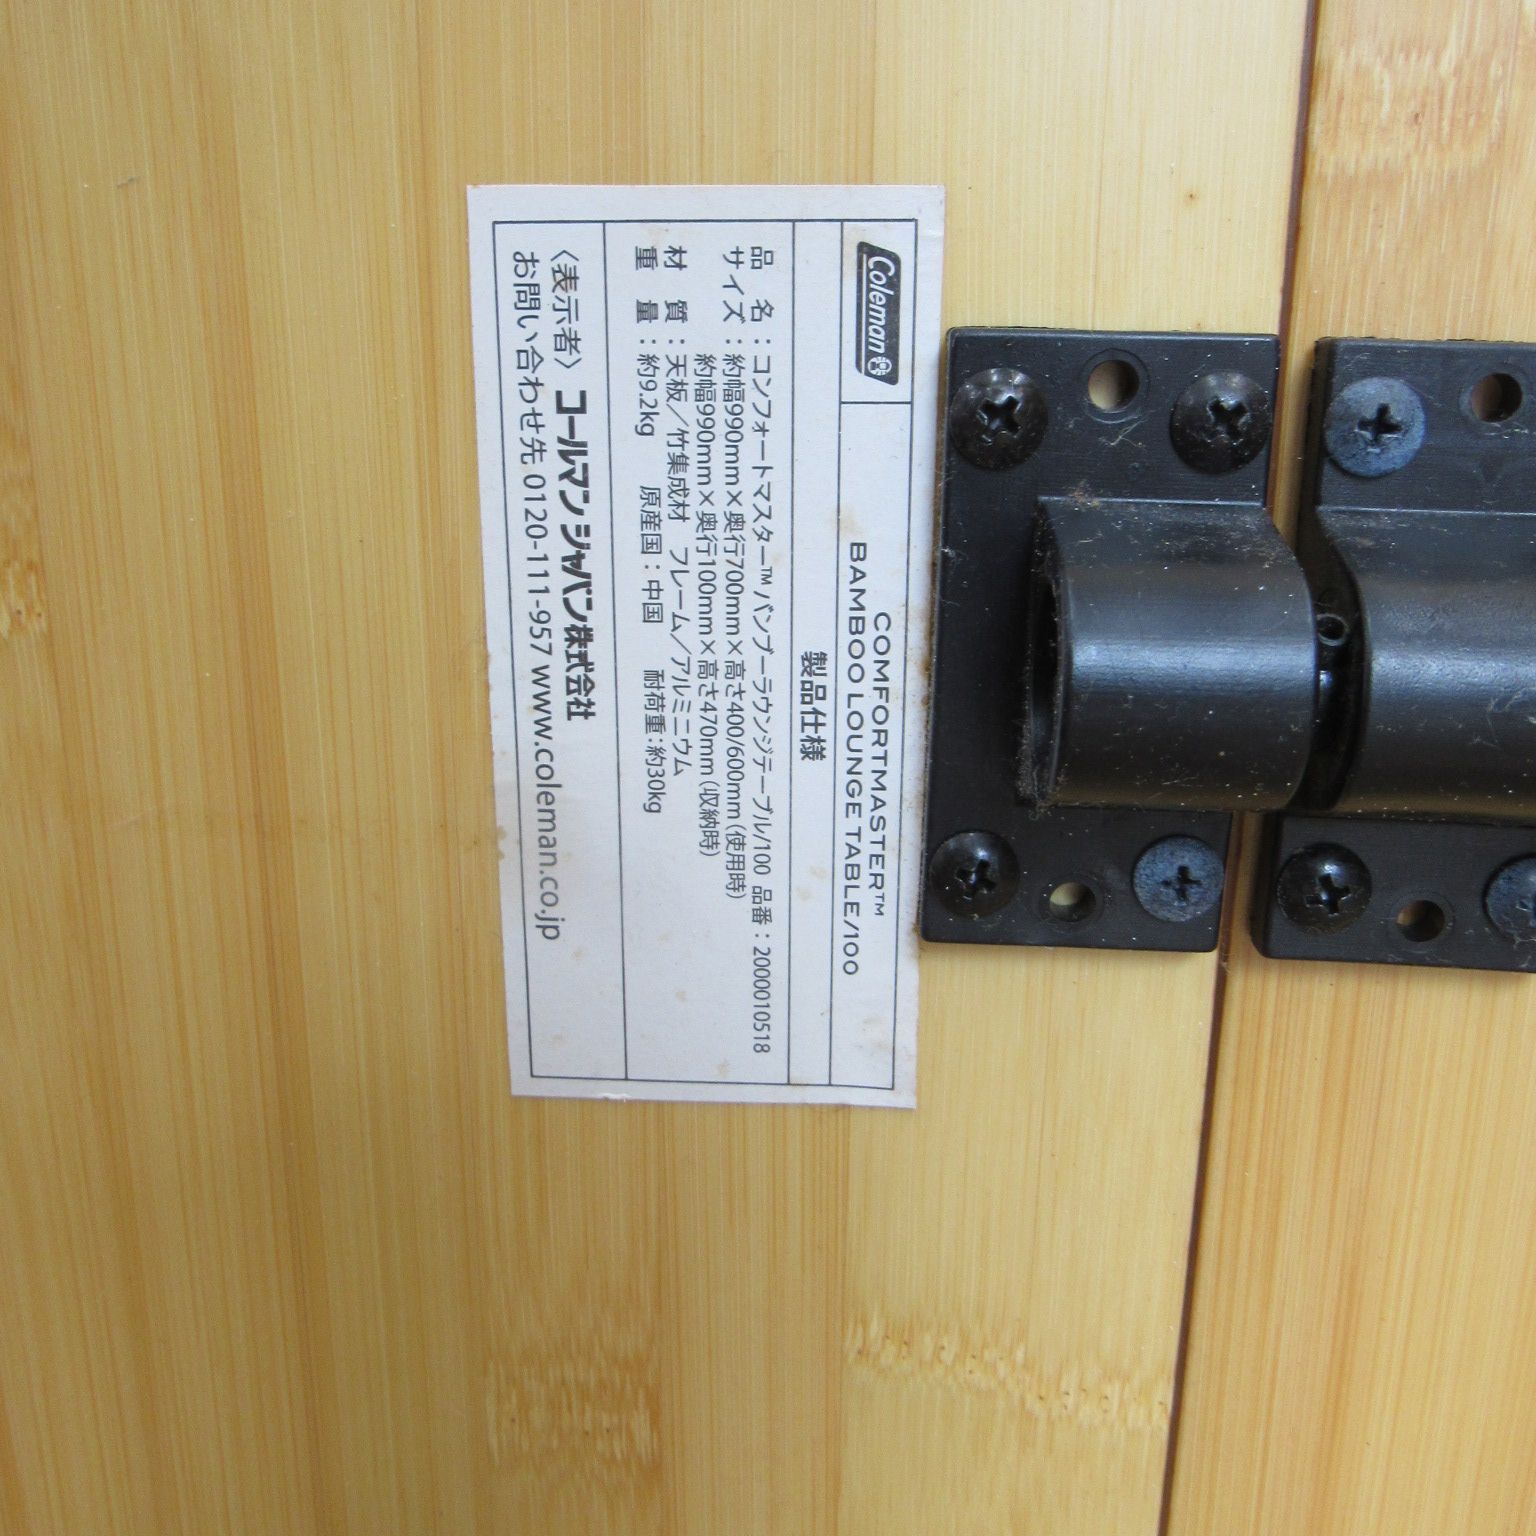 Coleman
COMFORTMASTER™
BAMBOO LOUNGE TABLE/100
製品仕様
品 名：コンフォートマスター™ バンブーラウンジテーブル/100 品番：2000010518
サイズ：約幅990mm×奥行700mm×高さ400/600mm（使用時）
約幅990mm×奥行100mm×高さ470mm（収納時）
材 質：天板／竹集成材 フレーム／アルミニウム
重 量：約9.2kg 原産国：中国 耐荷重：約30kg
〈表示者〉コールマン ジャパン株式会社
お問い合わせ先 0120-111-957 www.coleman.co.jp